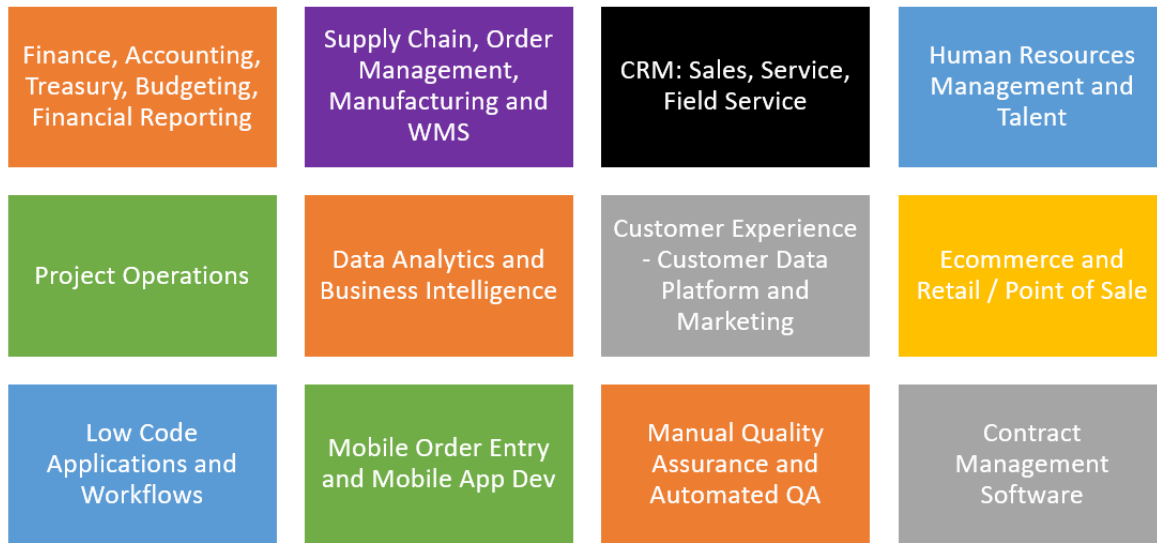 Finance, Accounting,
Treasury, Budgeting,
Financial Reporting
Supply Chain, Order
Management,
Manufacturing and
WMS
CRM: Sales, Service,
Field Service
Human Resources
Management and
Talent
Project Operations
Data Analytics and
Business Intelligence
Customer Experience
- Customer Data
Platform and
Marketing
Ecommerce and
Retail / Point of Sale
Low Code
Applications and
Workflows
Mobile Order Entry
and Mobile App Dev
Manual Quality
Assurance and
Automated QA
Contract
Management
Software